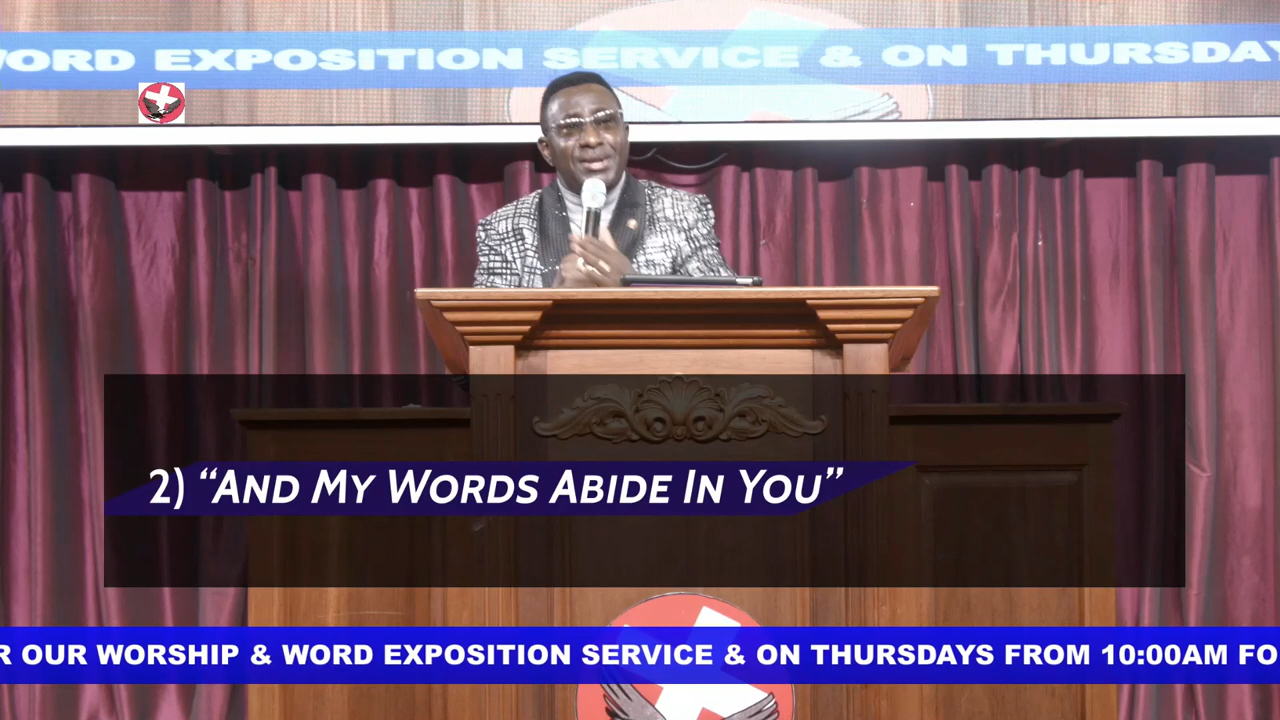 WORD EXPOSITION SERVICE & ON THURSDAY
2) “AND MY WORDS ABIDE IN YOU”
R OUR WORSHIP & WORD EXPOSITION SERVICE & ON THURSDAYS FROM 10:00AM FO